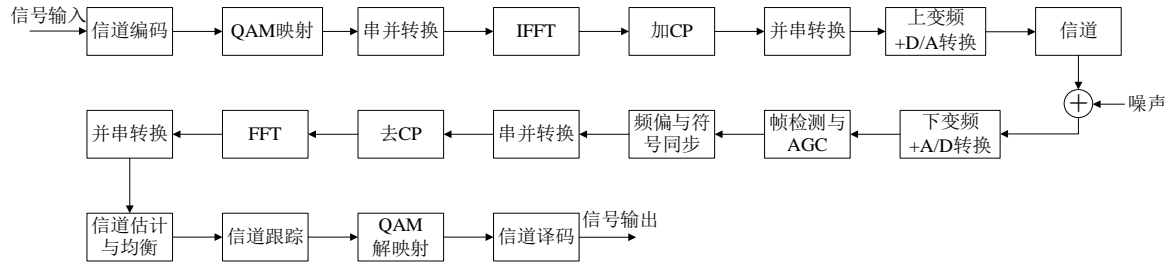 信号输入
信道编码
QAM映射
串并转换
IFFT
加CP
并串转换
上变频
+D/A转换
信道
噪声
下变频
+A/D转换
帧检测与
AGC
频偏与符
号同步
串并转换
去CP
FFT
并串转换
信道估计
与均衡
信道跟踪
QAM
解映射
信道译码
信号输出